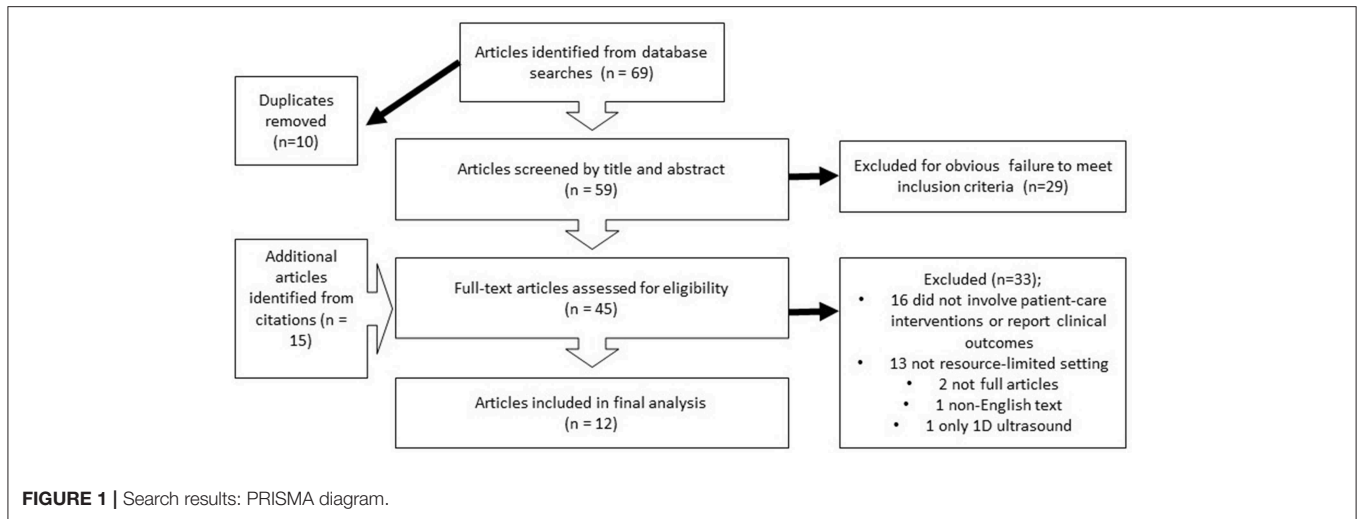 Articles identified from database
searches (n = 69)
Duplicates
removed
(n=10)
Articles screened by title and abstract
(n = 59)
Excluded for obvious failure to meet
inclusion criteria (n=29)
Additional
articles
identified from
citations (n =
15)
Full-text articles assessed for eligibility
(n = 45)
Excluded (n=33);
• 16 did not involve patient-care
interventions or report clinical
outcomes
• 13 not resource-limited setting
• 2 not full articles
• 1 non-English text
• 1 only 1D ultrasound
Articles included in final analysis
(n = 12)
FIGURE 1 | Search results: PRISMA diagram.